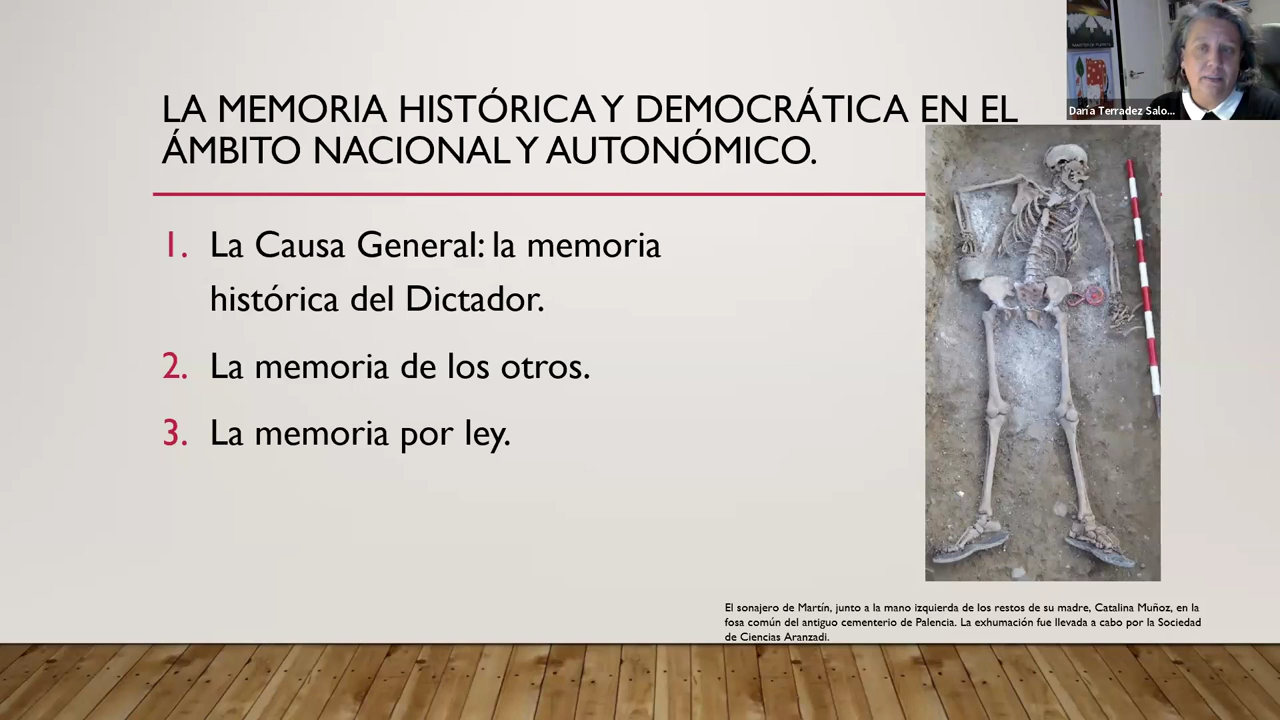 LA MEMORIA HISTÓRICA Y DEMOCRÁTICA EN EL
ÁMBITO NACIONAL Y AUTONÓMICO.
1. La Causa General: la memoria
histórica del Dictador.
2. La memoria de los otros.
3. La memoria por ley.
Daría Terradez Salo...
El sonajero de Martín, junto a la mano izquierda de los restos de su madre, Catalina Muñoz, en la
fosa común del antiguo cementerio de Palencia. La exhumación fue llevada a cabo por la Sociedad
de Ciencias Aranzadi.